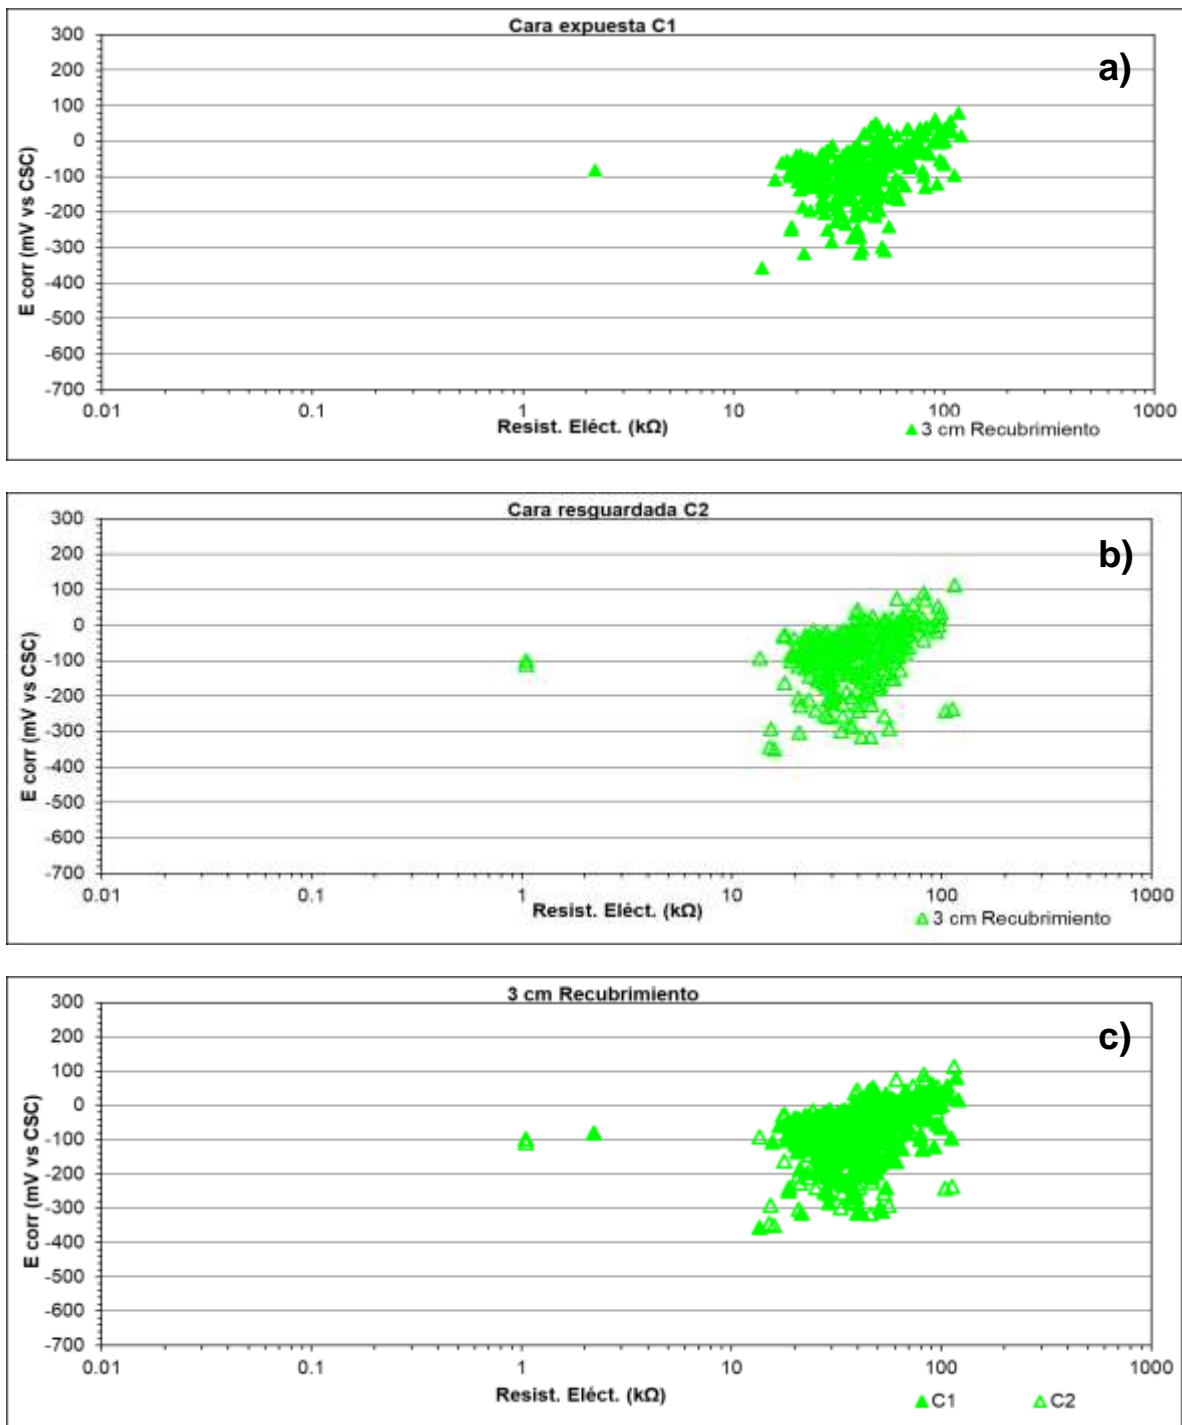 Cara expuesta C1
a)
300
200
100
0
-100
-200
-300
-400
-500
-600
-700
E corr (mV vs CSC)
0.01 0.1 1 10 100 1000
Resist. Eléct. (kΩ)
3 cm Recubrimiento
Cara resguardada C2
b)
300
200
100
0
-100
-200
-300
-400
-500
-600
-700
E corr (mV vs CSC)
0.01 0.1 1 10 100 1000
Resist. Eléct. (kΩ)
3 cm Recubrimiento
3 cm Recubrimiento
c)
300
200
100
0
-100
-200
-300
-400
-500
-600
-700
E corr (mV vs CSC)
0.01 0.1 1 10 100 1000
Resist. Eléct. (kΩ)
C1 C2